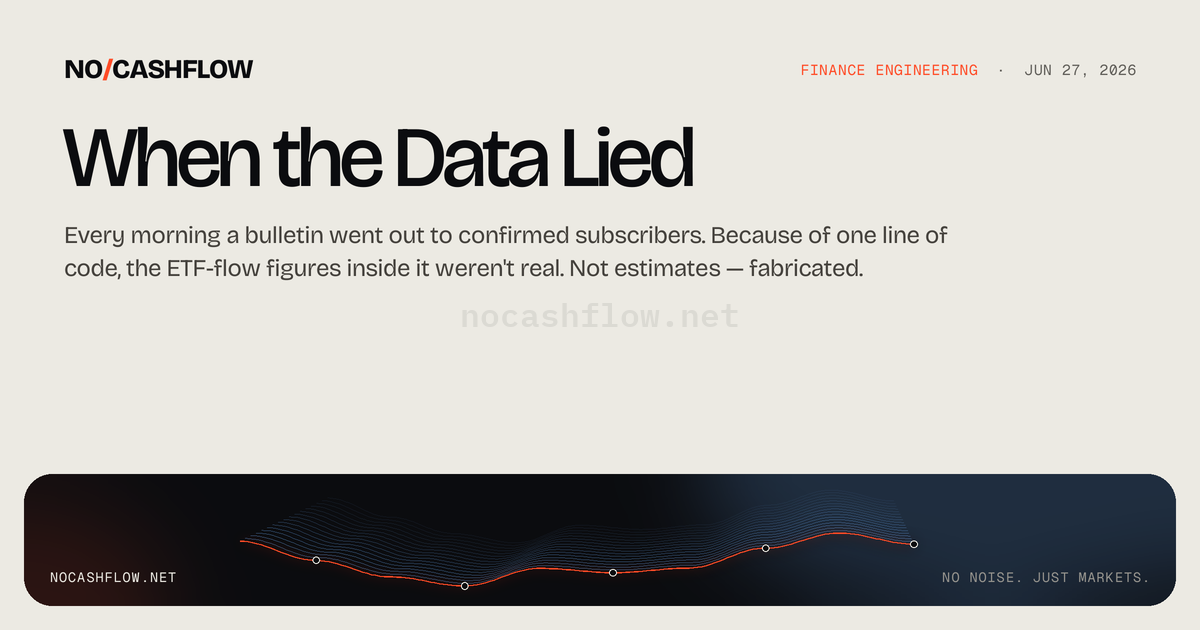 NO/CASHFLOW
FINANCE ENGINEERING · JUN 27, 2026
When the Data Lied
Every morning a bulletin went out to confirmed subscribers. Because of one line of
code, the ETF-flow figures inside it weren't real. Not estimates — fabricated.
nocashflow.net
NOCASHFLOW.NET
NO NOISE. JUST MARKETS.